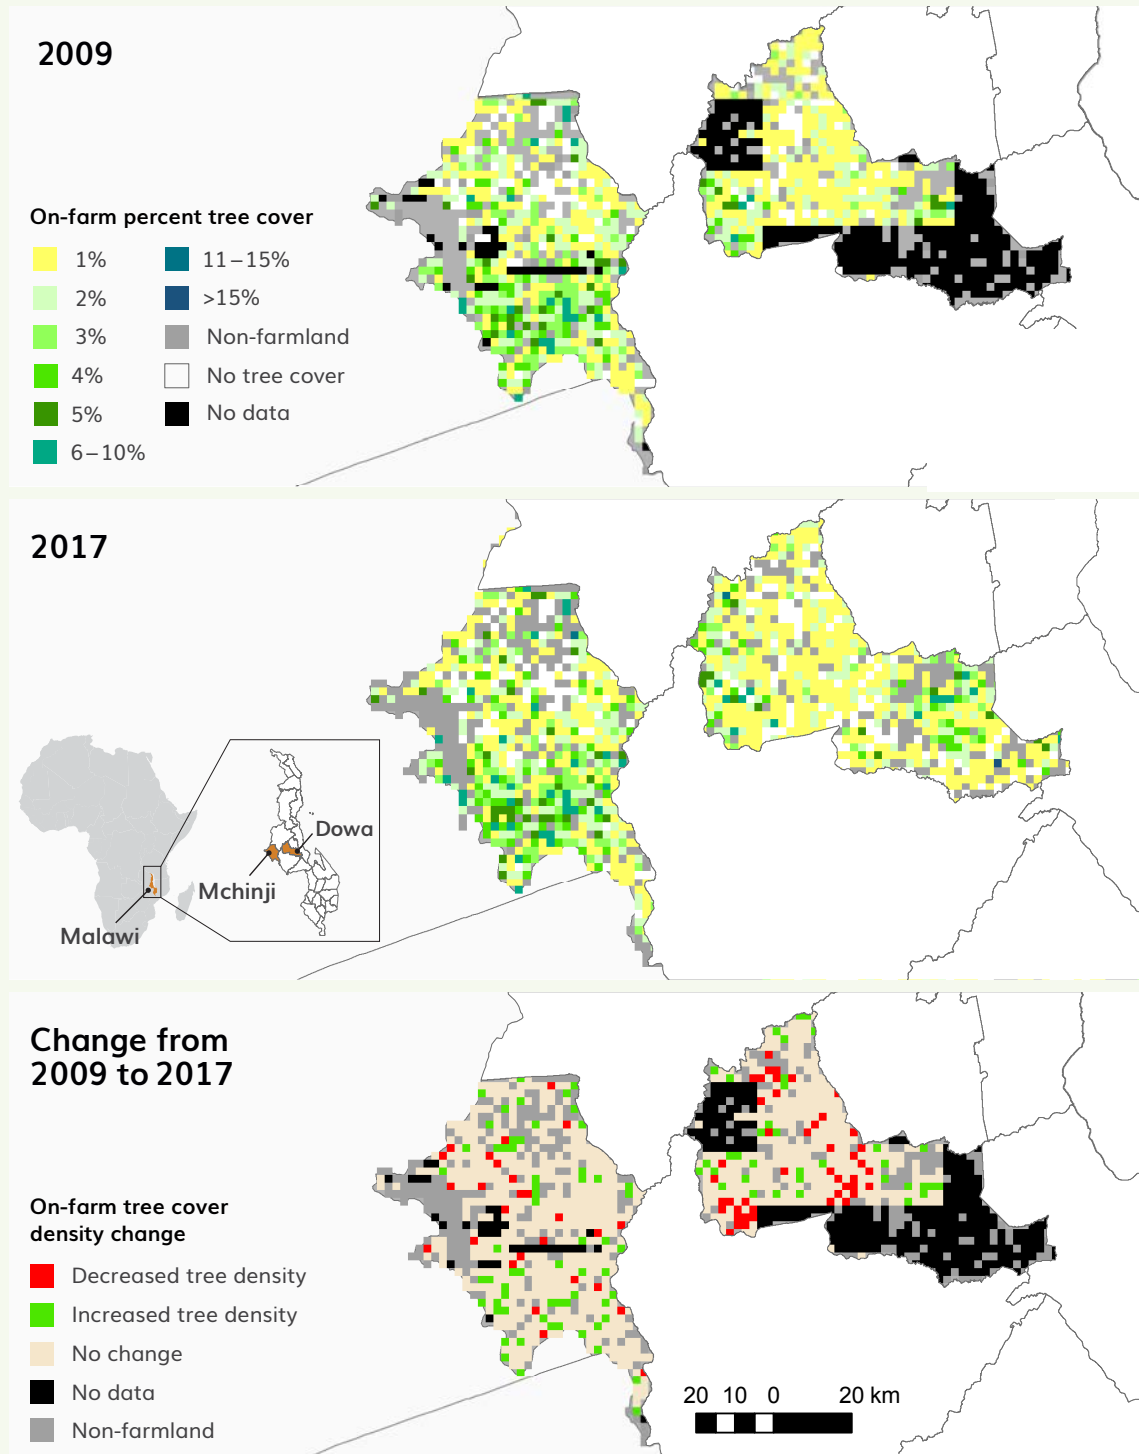 2009
On-farm percent tree cover
1%
2%
3%
4%
5%
6–10%
11–15%
>15%
Non-farmland
No tree cover
No data
2017
Dowa
Mchinji
Malawi
Change from
2009 to 2017
On-farm tree cover
density change
Decreased tree density
Increased tree density
No change
No data
Non-farmland
20 10 0 20 km